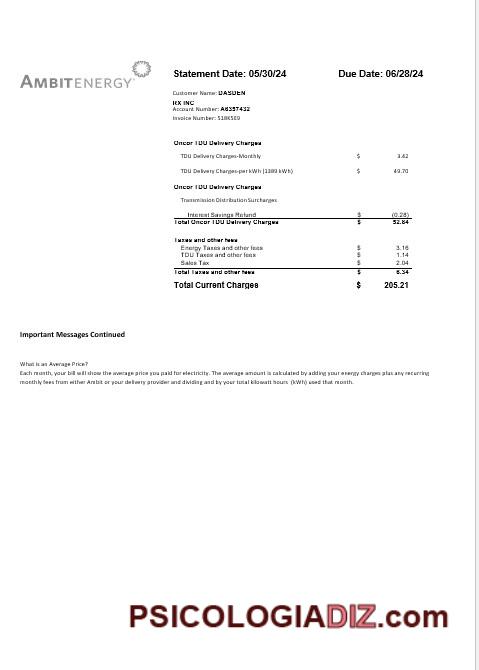 AMBITENERGY
Statement Date: 05/30/24 Due Date: 06/28/24
Customer Name: DASDEN
RX INC
Account Number: A6357432
Invoice Number: 518K5E9
Oncor TDU Delivery Charges
TDU Delivery Charges-Monthly $ 3.42
TDU Delivery Charges-per kWh (1389 kWh) $ 49.70
Oncor TDU Delivery Charges
Transmission Distribution Surcharges
Interest Savings Refund $ (0.28)
Total Oncor TDU Delivery Charges $ 52.84
Taxes and other fees
Energy Taxes and other fees $ 3.16
TDU Taxes and other fees $ 1.14
Sales Tax $ 2.04
Total Taxes and other fees $ 6.34
Total Current Charges $ 205.21
Important Messages Continued
What is an Average Price?
Each month, your bill will show the average price you paid for electricity. The average amount is calculated by adding your energy charges plus any recurring
monthly fees from either Ambit or your delivery provider and dividing and by your total kilowatt hours (kWh) used that month.
PSICOLOGIADIZ.com